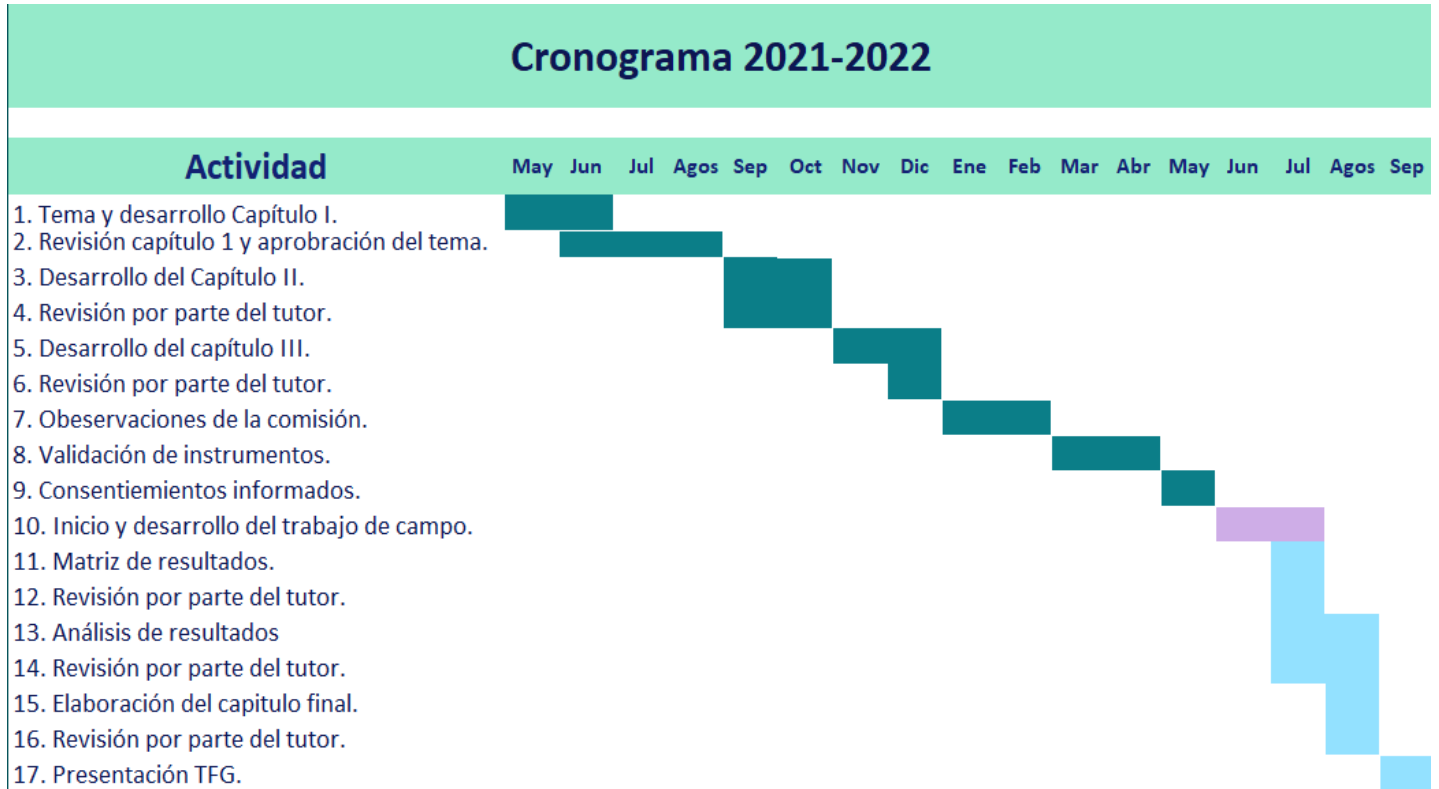 Cronograma 2021-2022
Actividad May Jun Jul Agos Sep Oct Nov Dic Ene Feb Mar Abr May Jun Jul Agos Sep
1. Tema y desarrollo Capítulo I.
2. Revisión capítulo 1 y aprobración del tema.
3. Desarrollo del Capítulo II.
4. Revisión por parte del tutor.
5. Desarrollo del capítulo III.
6. Revisión por parte del tutor.
7. Obeservaciones de la comisión.
8. Validación de instrumentos.
9. Consentiemientos informados.
10. Inicio y desarrollo del trabajo de campo.
11. Matriz de resultados.
12. Revisión por parte del tutor.
13. Análisis de resultados
14. Revisión por parte del tutor.
15. Elaboración del capitulo final.
16. Revisión por parte del tutor.
17. Presentación TFG.